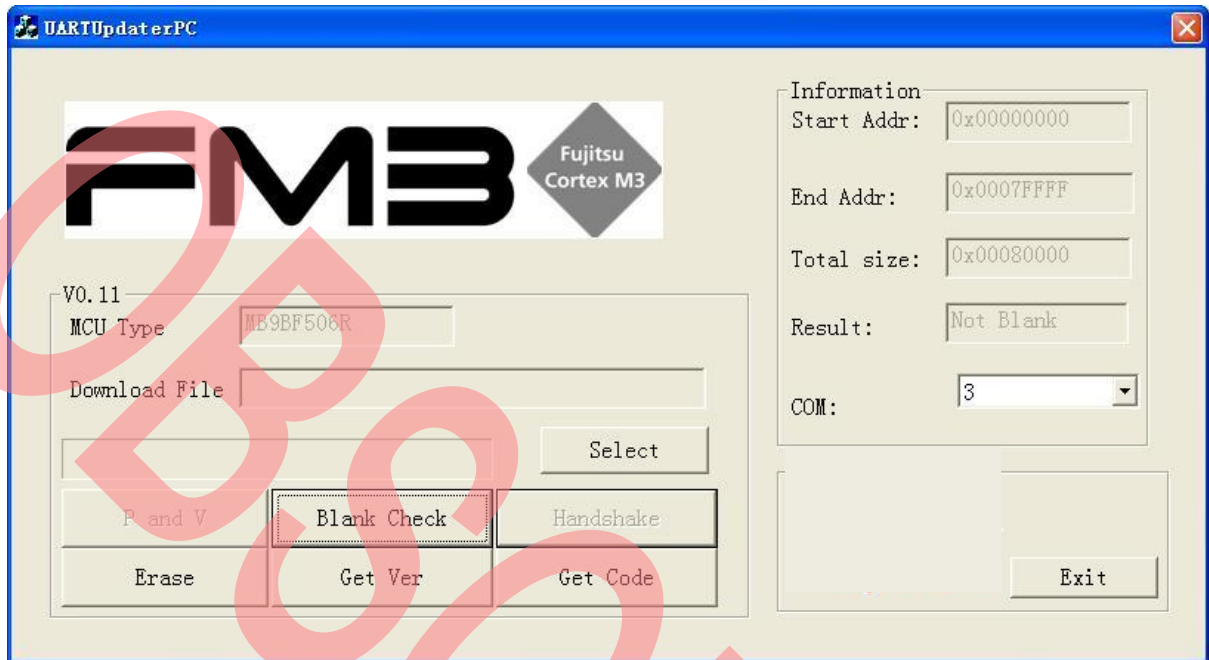 UARTUpdaterPC
FM3
Fujitsu
Cortex M3
Information
Start Addr: 0x00000000
End Addr: 0x0007FFFF
Total size: 0x00080000
Result: Not Blank
COM: 3
V0.11
MCU Type MB9BF506R
Download File
Select
P and V Blank Check Handshake
Erase Get Ver Get Code
Exit